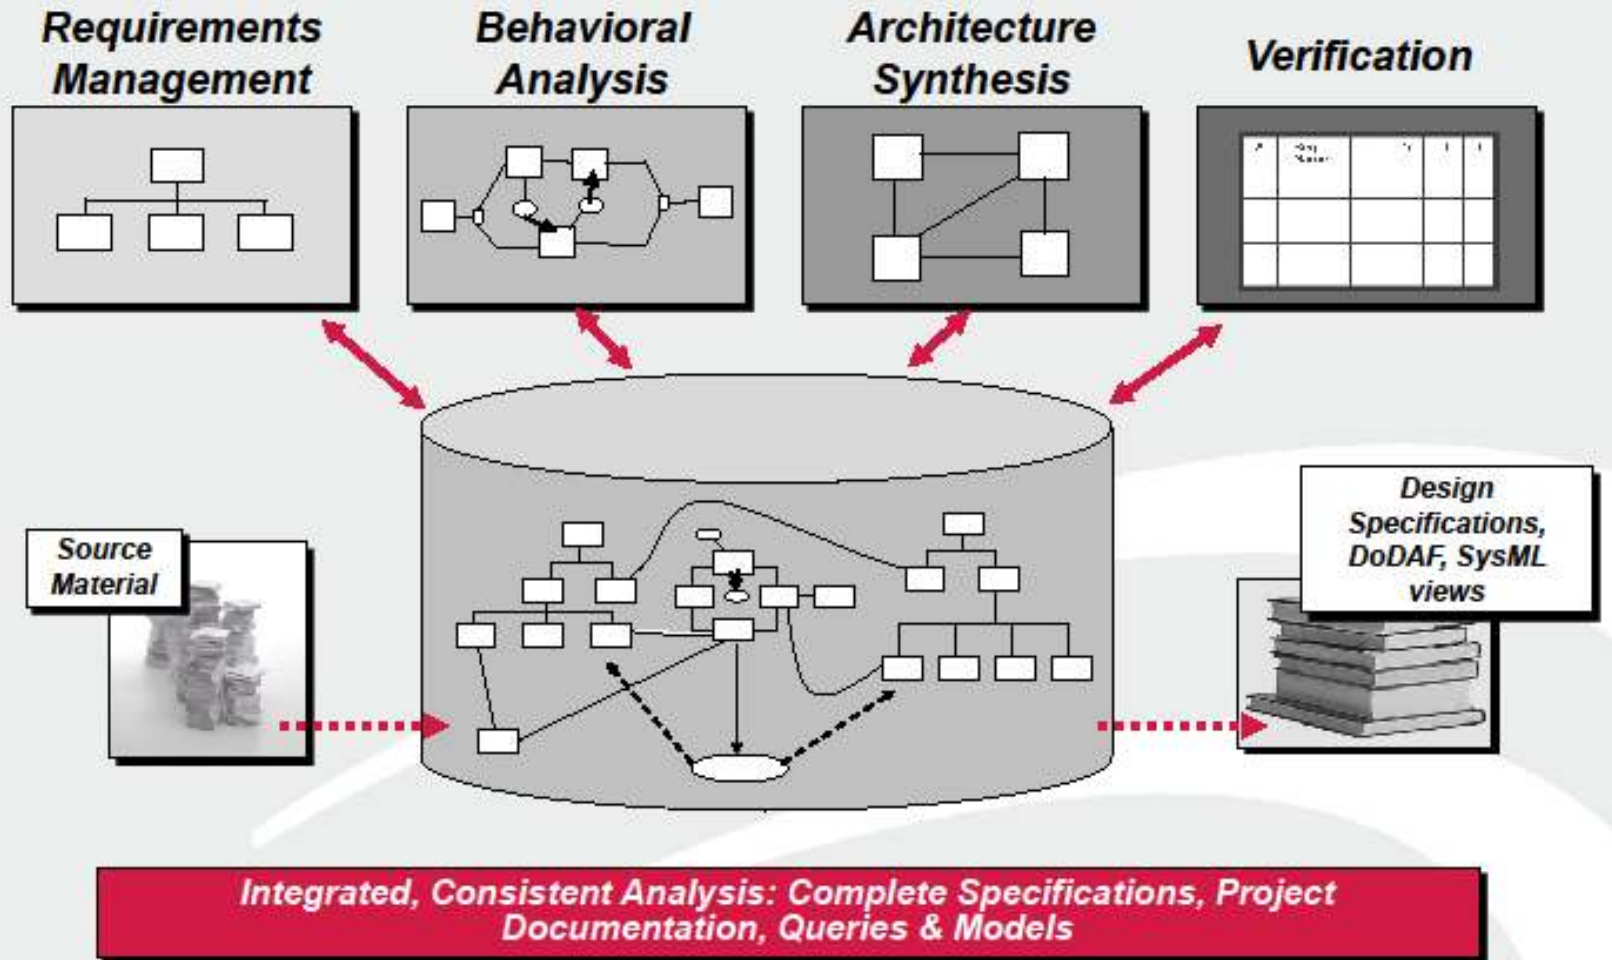 Requirements
Management
Behavioral
Analysis
Architecture
Synthesis
Verification
Source
Material
Design
Specifications,
DoDAF, SysML
views
Integrated, Consistent Analysis: Complete Specifications, Project
Documentation, Queries & Models